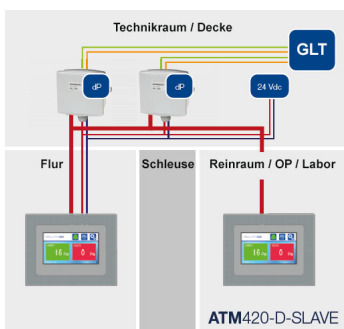 Technikraum / Decke
GLT
dP
dP
24 Vdc
Flur
Schleuse
Reinraum / OP / Labor
16 Pa
0 Pa
16 Pa
0 Pa
ATM420-D-SLAVE